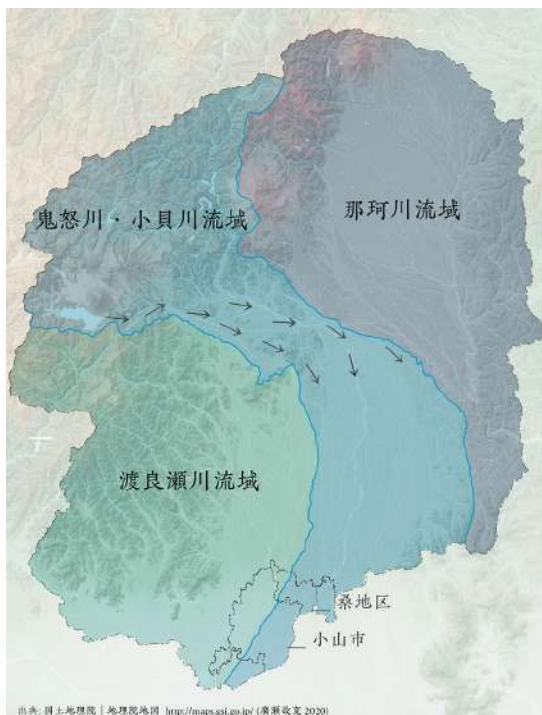 那珂川流域
鬼怒川・小貝川流域
渡良瀬川流域
桑地区
小山市
出典: 国土地理院 | 地理院地図 http://maps.gsi.go.jp/ (廣瀬改変 2020)